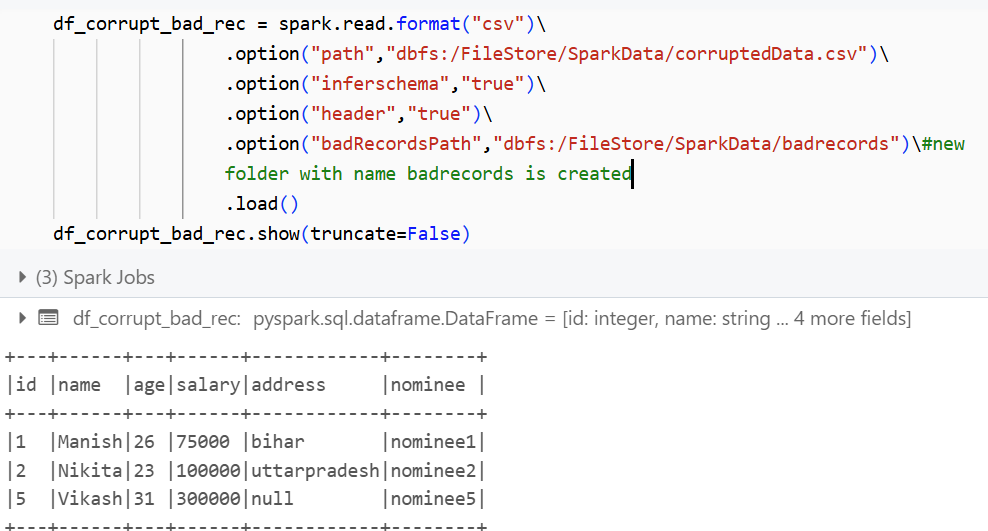 df_corrupt_bad_rec = spark.read.format("csv")\
.option("path","dbfs:/FileStore/SparkData/corruptedData.csv")\
.option("inferschema","true")\
.option("header","true")\
.option("badRecordsPath","dbfs:/FileStore/SparkData/badrecords")\#new
folder with name badrecords is created
.load()
df_corrupt_bad_rec.show(truncate=False)
(3) Spark Jobs
df_corrupt_bad_rec: pyspark.sql.dataframe.DataFrame = [id: integer, name: string ... 4 more fields]
+---+------+---+------+------------+--------+
|id |name  |age|salary|address     |nominee |
+---+------+---+------+------------+--------+
|1  |Manish|26 |75000 |bihar       |nominee1|
|2  |Nikita|23 |100000|uttarpradesh|nominee2|
|5  |Vikash|31 |300000|null        |nominee5|
+---+------+---+------+------------+--------+